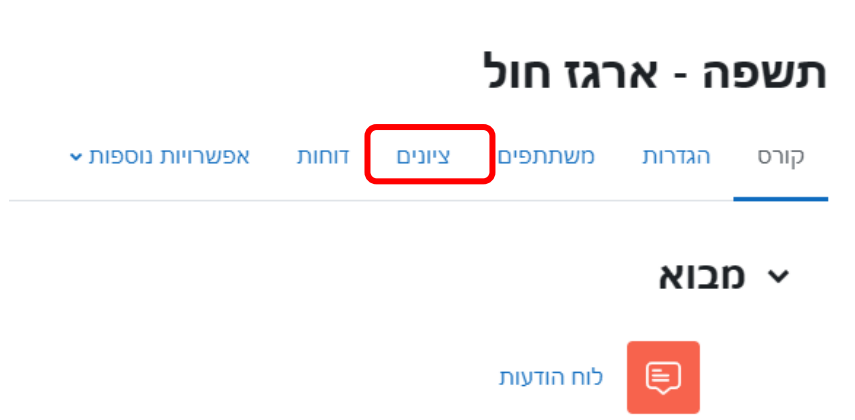 תשפה - ארגז חול
קורס הגדרות משתתפים ציונים דוחות אפשרויות נוספות
מבוא
לוח הודעות